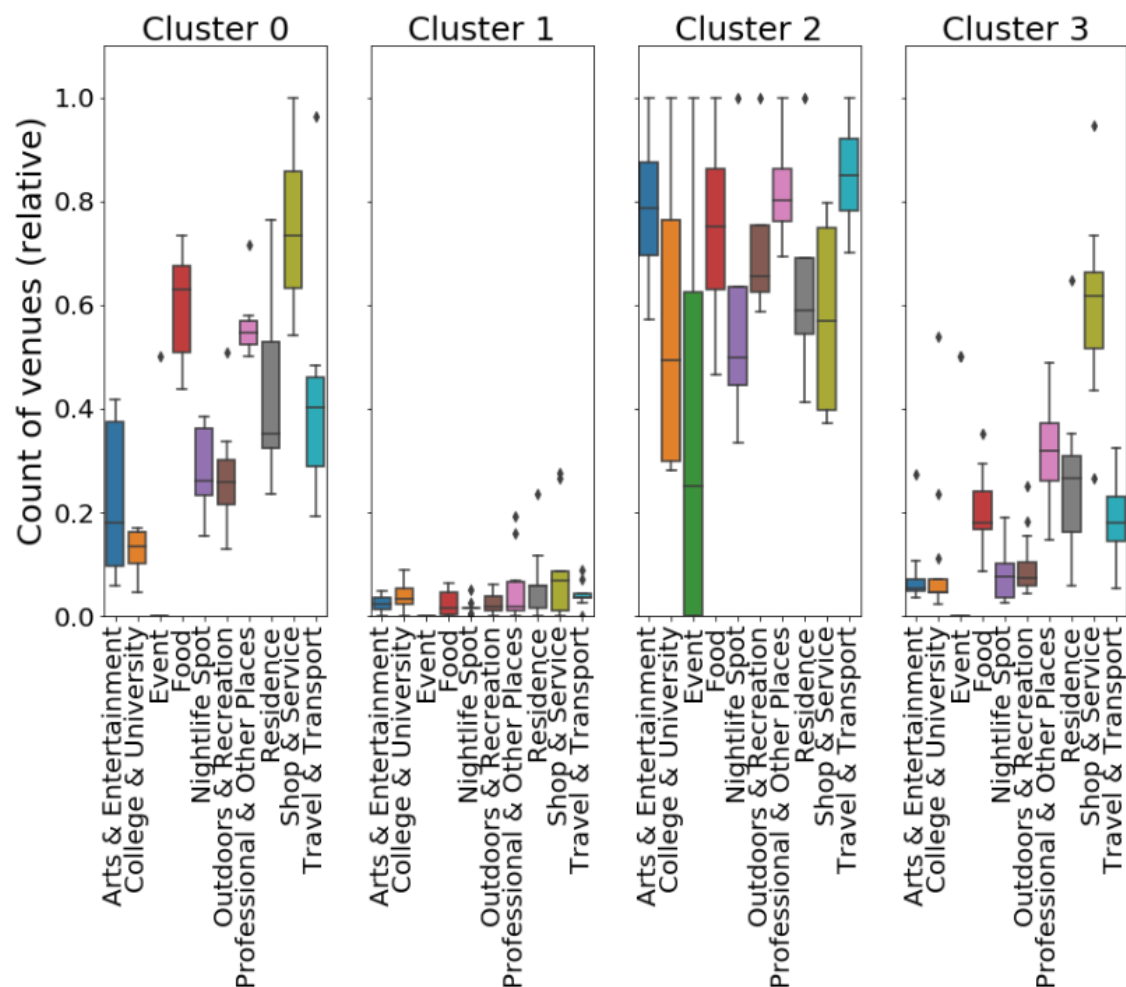 Cluster 0
Cluster 1
Cluster 2
Cluster 3
Count of venues (relative)
1.0
0.8
0.6
0.4
0.2
0.0
Arts & Entertainment
College & University
Event
Food
Nightlife Spot
Outdoors & Recreation
Professional & Other Places
Residence
Shop & Service
Travel & Transport
Arts & Entertainment
College & University
Event
Food
Nightlife Spot
Outdoors & Recreation
Professional & Other Places
Residence
Shop & Service
Travel & Transport
Arts & Entertainment
College & University
Event
Food
Nightlife Spot
Outdoors & Recreation
Professional & Other Places
Residence
Shop & Service
Travel & Transport
Arts & Entertainment
College & University
Event
Food
Nightlife Spot
Outdoors & Recreation
Professional & Other Places
Residence
Shop & Service
Travel & Transport